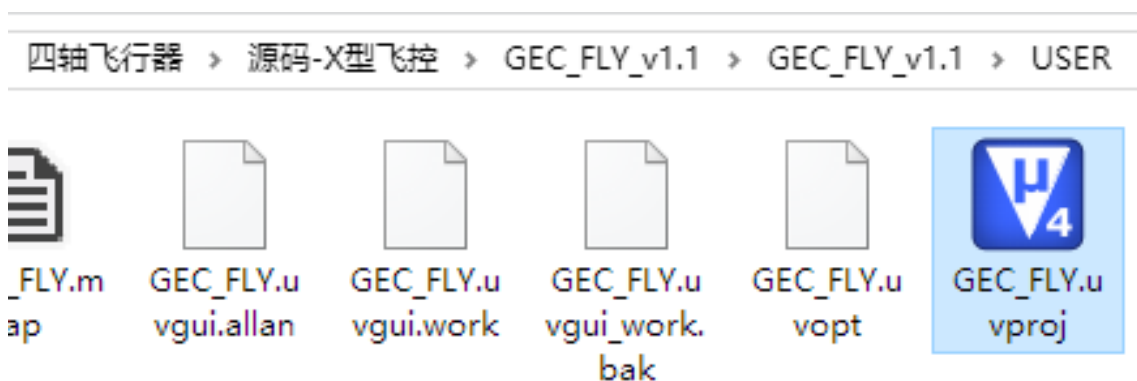 四轴飞行器 > 源码-X型飞控 > GEC_FLY_v1.1 > GEC_FLY_v1.1 > USER
μ4
_FLY.m
ap
GEC_FLY.u
vgui.allan
GEC_FLY.u
vgui.work
GEC_FLY.u
vgui_work.
bak
GEC_FLY.u
vopt
GEC_FLY.u
vproj